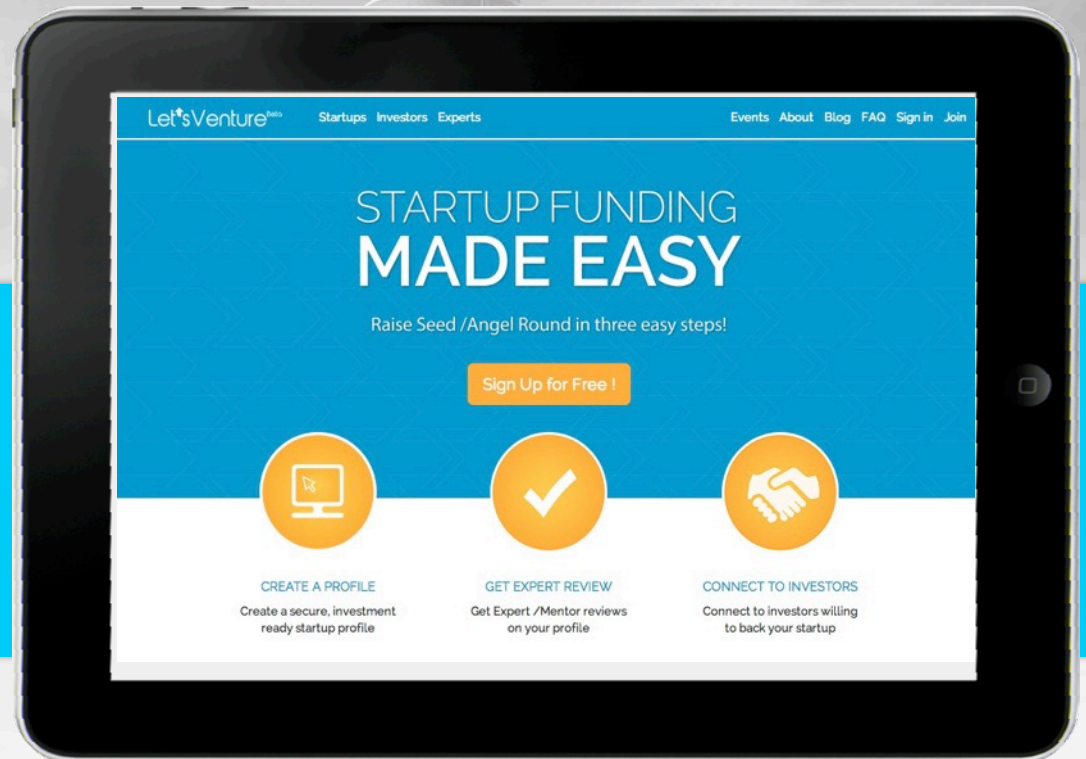 Let'sVenture Beta
Startups Investors Experts
Events About Blog FAQ Sign in Join
STARTUP FUNDING
MADE EASY
Raise Seed /Angel Round in three easy steps!
Sign Up for Free !
CREATE A PROFILE
Create a secure, investment
ready startup profile
GET EXPERT REVIEW
Get Expert /Mentor reviews
on your profile
CONNECT TO INVESTORS
Connect to investors willing
to back your startup